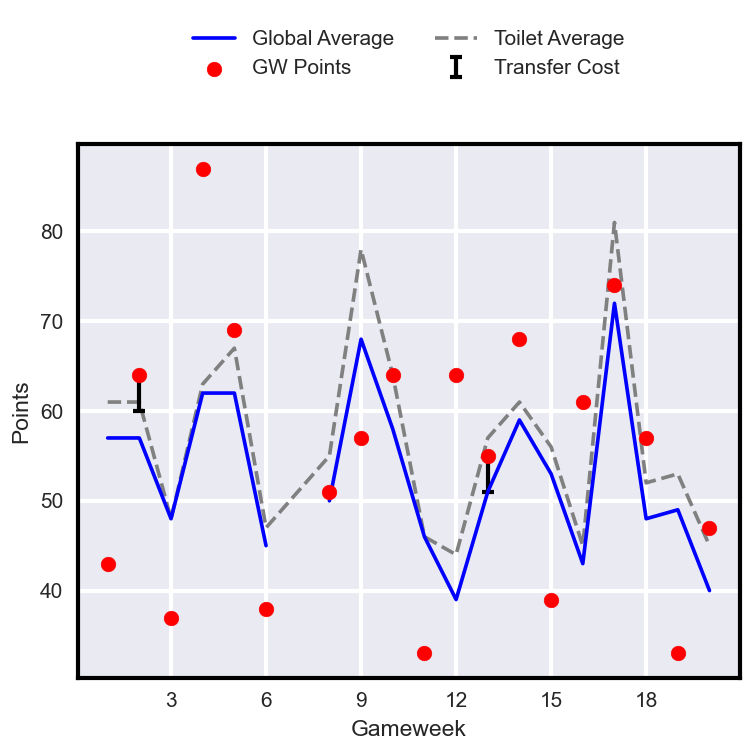 Global Average
Toilet Average
GW Points
Transfer Cost
80
70
60
50
40
Points
3
6
9
12
15
18
Gameweek